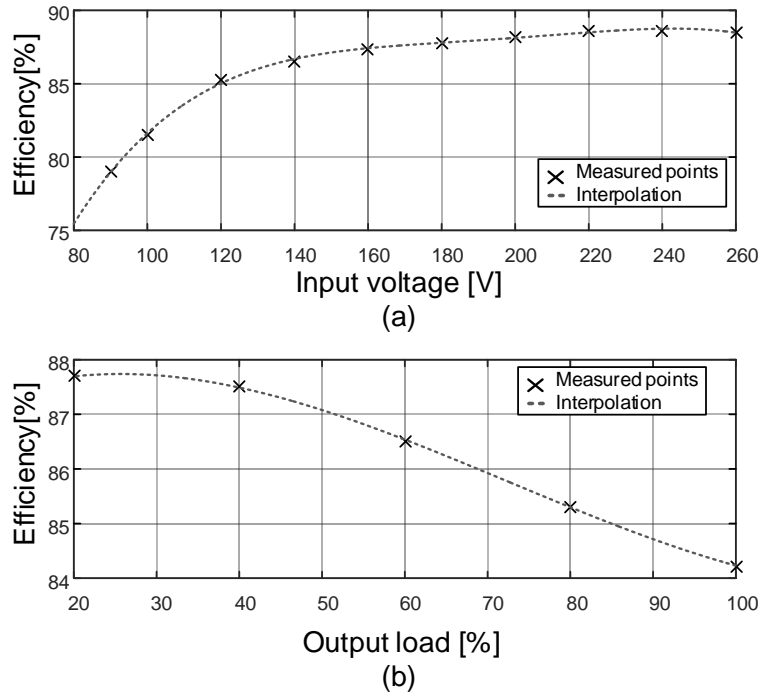 90
85
80
75
Efficiency[%]
Measured points
Interpolation
80 100 120 140 160 180 200 220 240 260
Input voltage [V]
(a)
88
87
86
85
84
Efficiency[%]
Measured points
Interpolation
20 30 40 50 60 70 80 90 100
Output load [%]
(b)